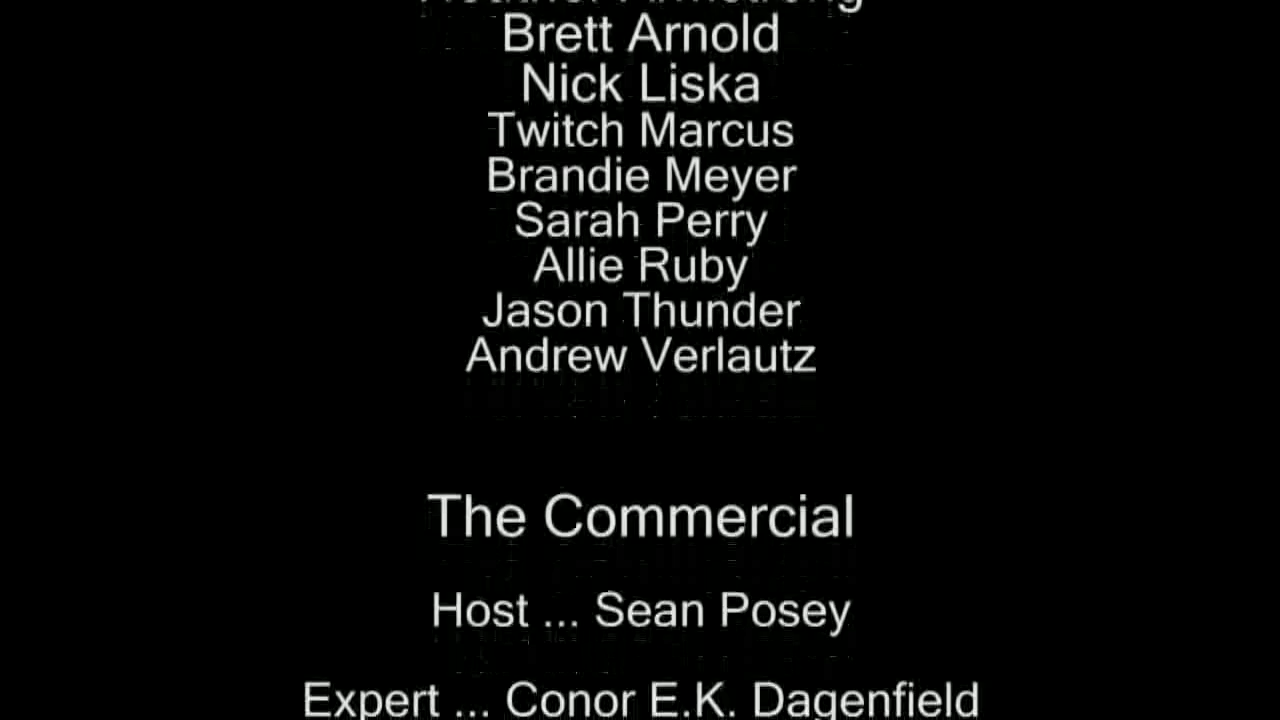 Armstrong
Brett Arnold
Nick Liska
Twitch Marcus
Brandie Meyer
Sarah Perry
Allie Ruby
Jason Thunder
Andrew Verlautz
The Commercial
Host ... Sean Posey
Expert ... Conor E.K. Dagenfield